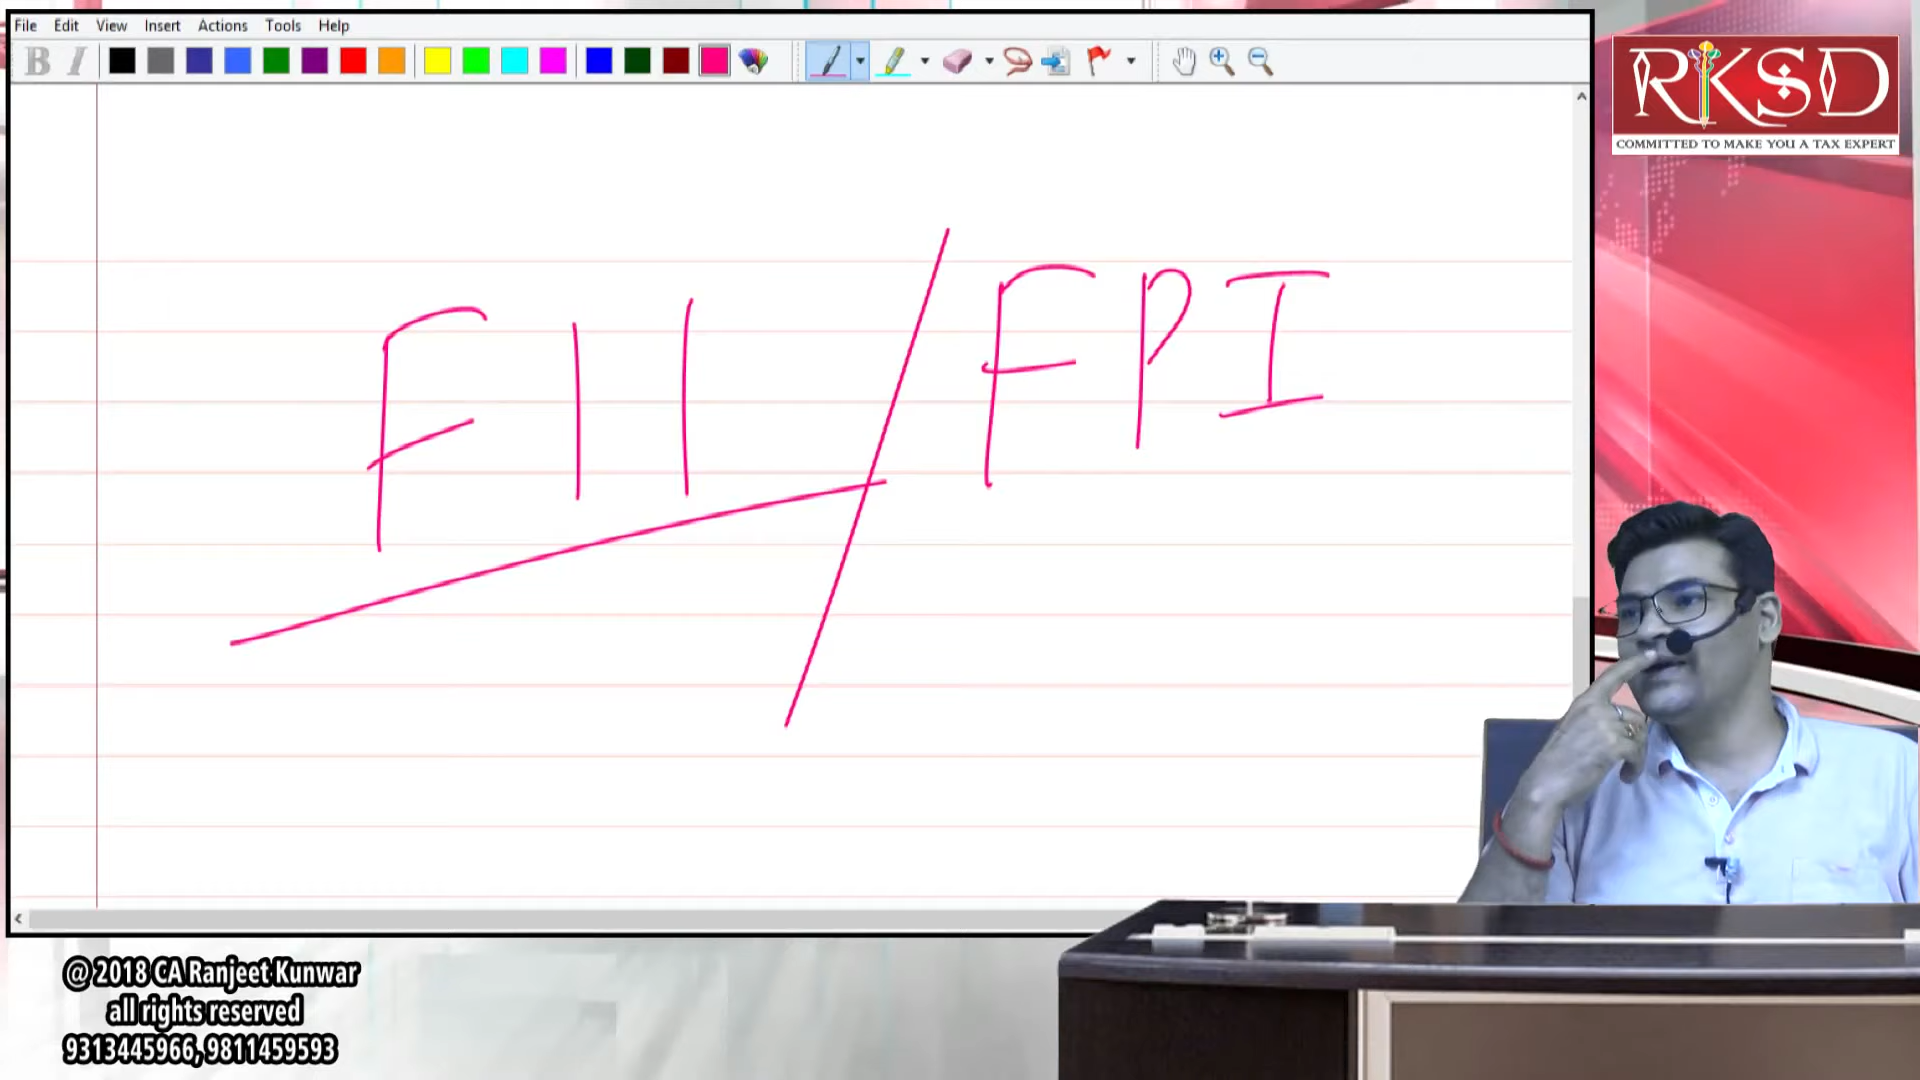 File Edit View Insert Actions Tools Help
B I
RKSD
COMMITTED TO MAKE YOU A TAX EXPERT
FII / FPI
@ 2018 CA Ranjeet Kunwar
all rights reserved
9313445966, 9811459593